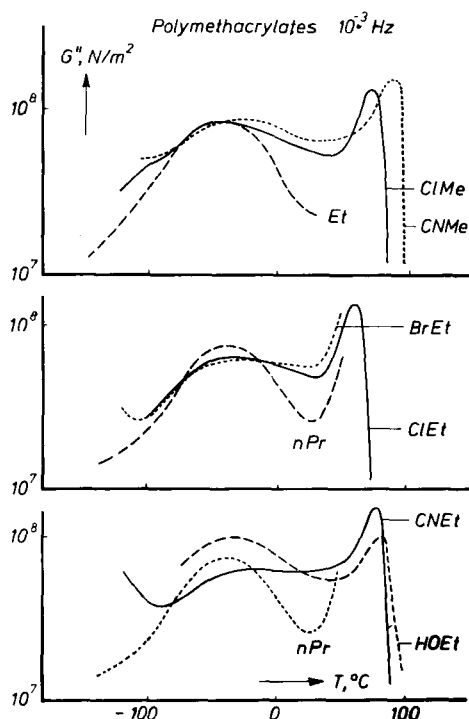 Polymethacrylates 10⁻³ Hz
G", N/m²
10⁸
ClMe
CNMe
Et
10⁷
10⁸
BrEt
nPr
ClEt
10⁷
CNEt
10⁸
nPr
HOEt
10⁷
T, °C
-100
0
100